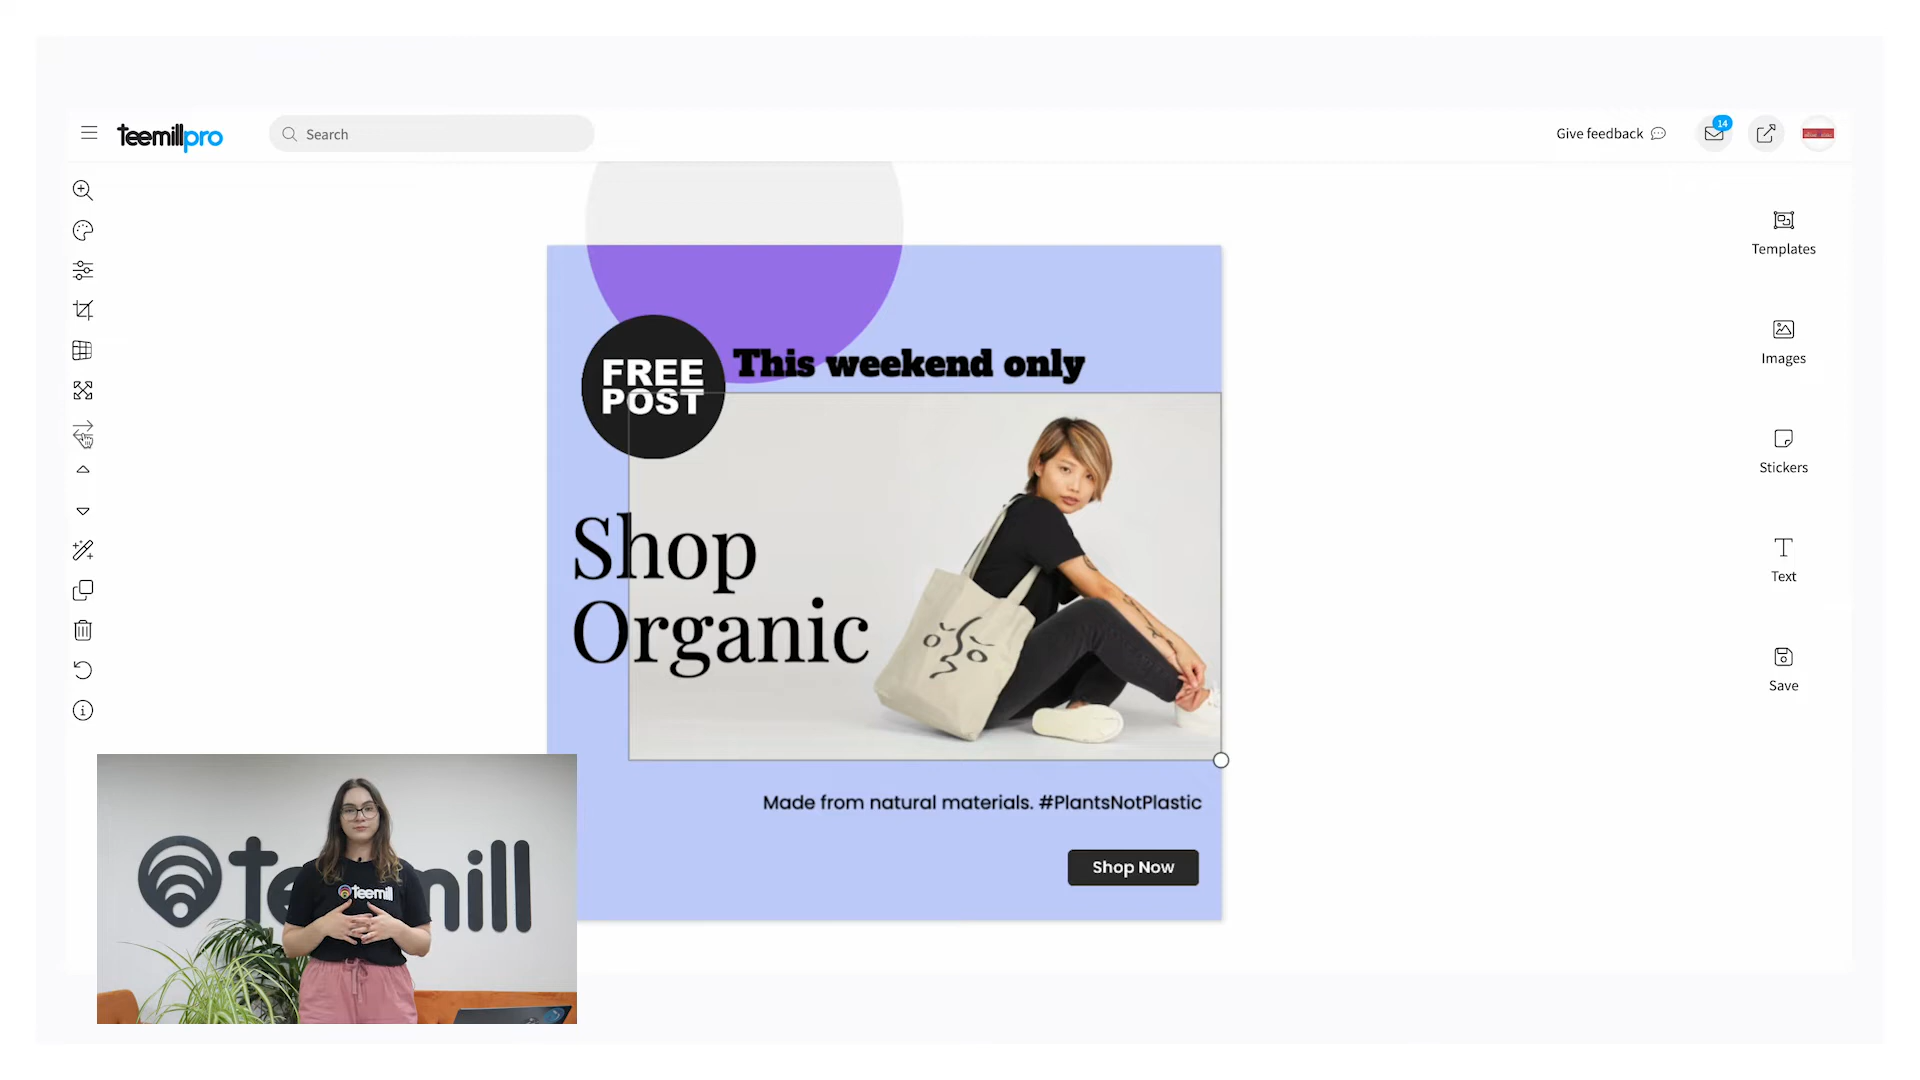 teemillpro
Search
Give feedback
14
Templates
Images
Stickers
Text
Save
FREE
POST
This weekend only
Shop
Organic
Made from natural materials. #PlantsNotPlastic
Shop Now
teemill
teemill